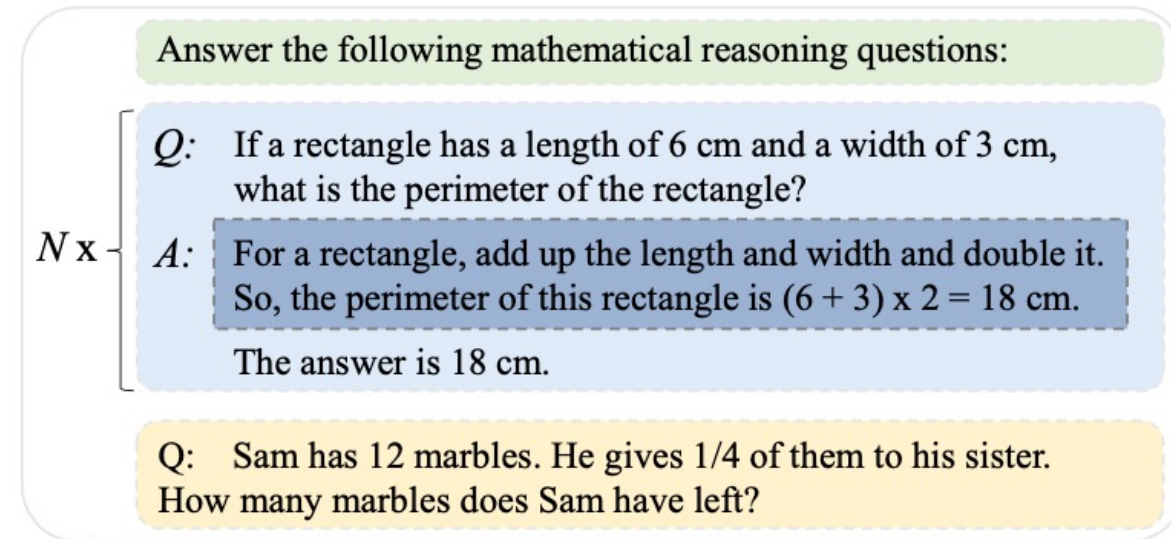 Answer the following mathematical reasoning questions:
Q: If a rectangle has a length of 6 cm and a width of 3 cm,
what is the perimeter of the rectangle?
N x
A: For a rectangle, add up the length and width and double it.
So, the perimeter of this rectangle is (6 + 3) x 2 = 18 cm.
The answer is 18 cm.
Q: Sam has 12 marbles. He gives 1/4 of them to his sister.
How many marbles does Sam have left?